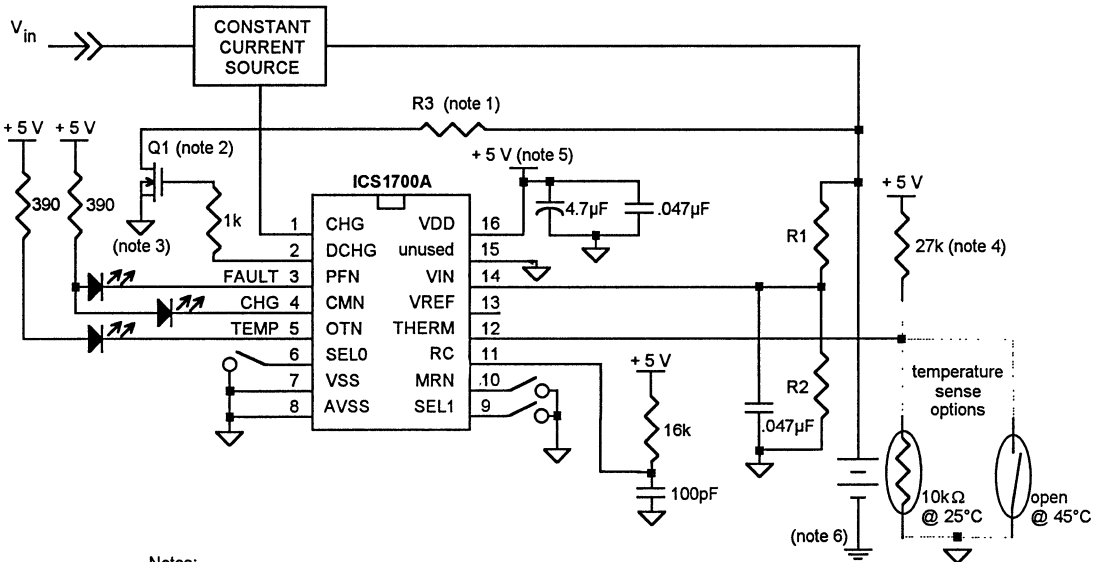 Vin
CONSTANT
CURRENT
SOURCE
R3 (note 1)
+ 5 V
+ 5 V
Q1 (note 2)
390
390
1k
(note 3)
+ 5 V (note 5)
4.7µF
.047µF
+ 5 V
R1
27k (note 4)
ICS1700A
1
CHG
VDD
16
2
DCHG
unused
15
FAULT
3
PFN
VIN
14
CHG
4
CMN
VREF
13
TEMP
5
OTN
THERM
12
6
SEL0
RC
11
7
VSS
MRN
10
8
AVSS
SEL1
9
+ 5 V
16k
100pF
R2
.047µF
temperature
sense
options
10kΩ
@ 25°C
open
@ 45°C
(note 6)
Notes: